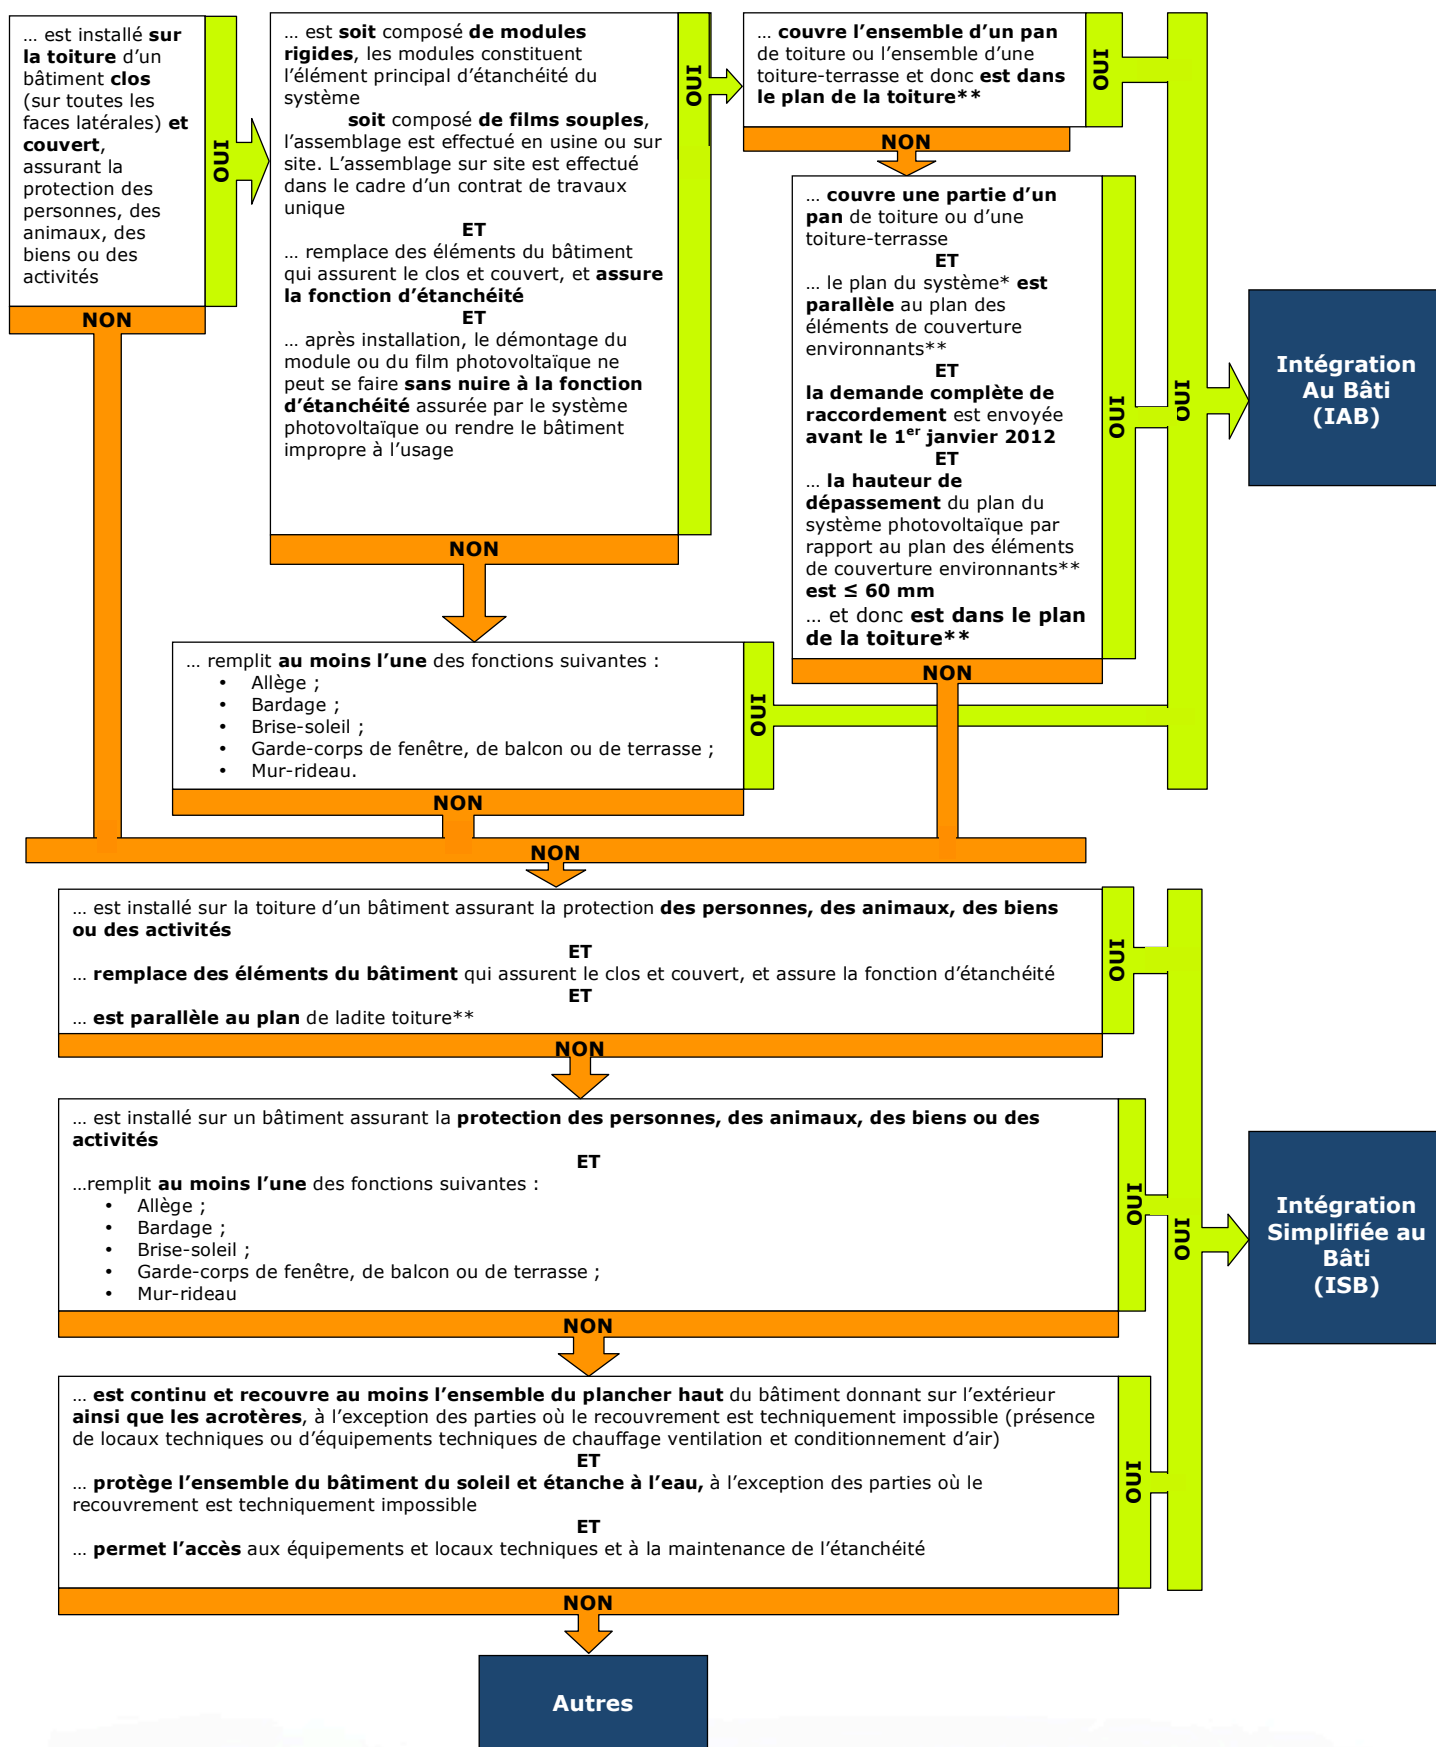 … est installé sur
la toiture d’un
bâtiment clos
(sur toutes les
faces latérales) et
couvert,
assurant la
protection des
personnes, des
animaux, des
biens ou des
activités
OUI
NON
… est soit composé de modules
rigides, les modules constituent
l’élément principal d’étanchéité du
système
soit composé de films souples,
l’assemblage est effectué en usine ou sur
site. L’assemblage sur site est effectué
dans le cadre d’un contrat de travaux
unique
ET
… remplace des éléments du bâtiment
qui assurent le clos et couvert, et assure
la fonction d’étanchéité
ET
… après installation, le démontage du
module ou du film photovoltaïque ne
peut se faire sans nuire à la fonction
d’étanchéité assurée par le système
photovoltaïque ou rendre le bâtiment
impropre à l’usage
OUI
NON
… couvre l’ensemble d’un pan
de toiture ou l’ensemble d’une
toiture-terrasse et donc est dans
le plan de la toiture**
OUI
NON
… couvre une partie d’un
pan de toiture ou d’une
toiture-terrasse
ET
… le plan du système* est
parallèle au plan des
éléments de couverture
environnants**
ET
la demande complète de
raccordement est envoyée
avant le 1er janvier 2012
ET
… la hauteur de
dépassement du plan du
système photovoltaïque par
rapport au plan des éléments
de couverture environnants**
est ≤ 60 mm
… et donc est dans le plan
de la toiture**
OUI
NON
OUI
Intégration
Au Bâti
(IAB)
… remplit au moins l’une des fonctions suivantes :
• Allège ;
• Bardage ;
• Brise-soleil ;
• Garde-corps de fenêtre, de balcon ou de terrasse ;
• Mur-rideau.
OUI
NON
NON
… est installé sur la toiture d’un bâtiment assurant la protection des personnes, des animaux, des biens
ou des activités
ET
… remplace des éléments du bâtiment qui assurent le clos et couvert, et assure la fonction d’étanchéité
ET
… est parallèle au plan de ladite toiture**
OUI
NON
… est installé sur un bâtiment assurant la protection des personnes, des animaux, des biens ou des
activités
ET
…remplit au moins l’une des fonctions suivantes :
• Allège ;
• Bardage ;
• Brise-soleil ;
• Garde-corps de fenêtre, de balcon ou de terrasse ;
• Mur-rideau
OUI
NON
OUI
Intégration
Simplifiée au
Bâti
(ISB)
… est continu et recouvre au moins l’ensemble du plancher haut du bâtiment donnant sur l’extérieur
ainsi que les acrotères, à l’exception des parties où le recouvrement est techniquement impossible (présence
de locaux techniques ou d’équipements techniques de chauffage ventilation et conditionnement d’air)
ET
… protège l’ensemble du bâtiment du soleil et étanche à l’eau, à l’exception des parties où le
recouvrement est techniquement impossible
ET
… permet l’accès aux équipements et locaux techniques et à la maintenance de l’étanchéité
OUI
NON
Autres